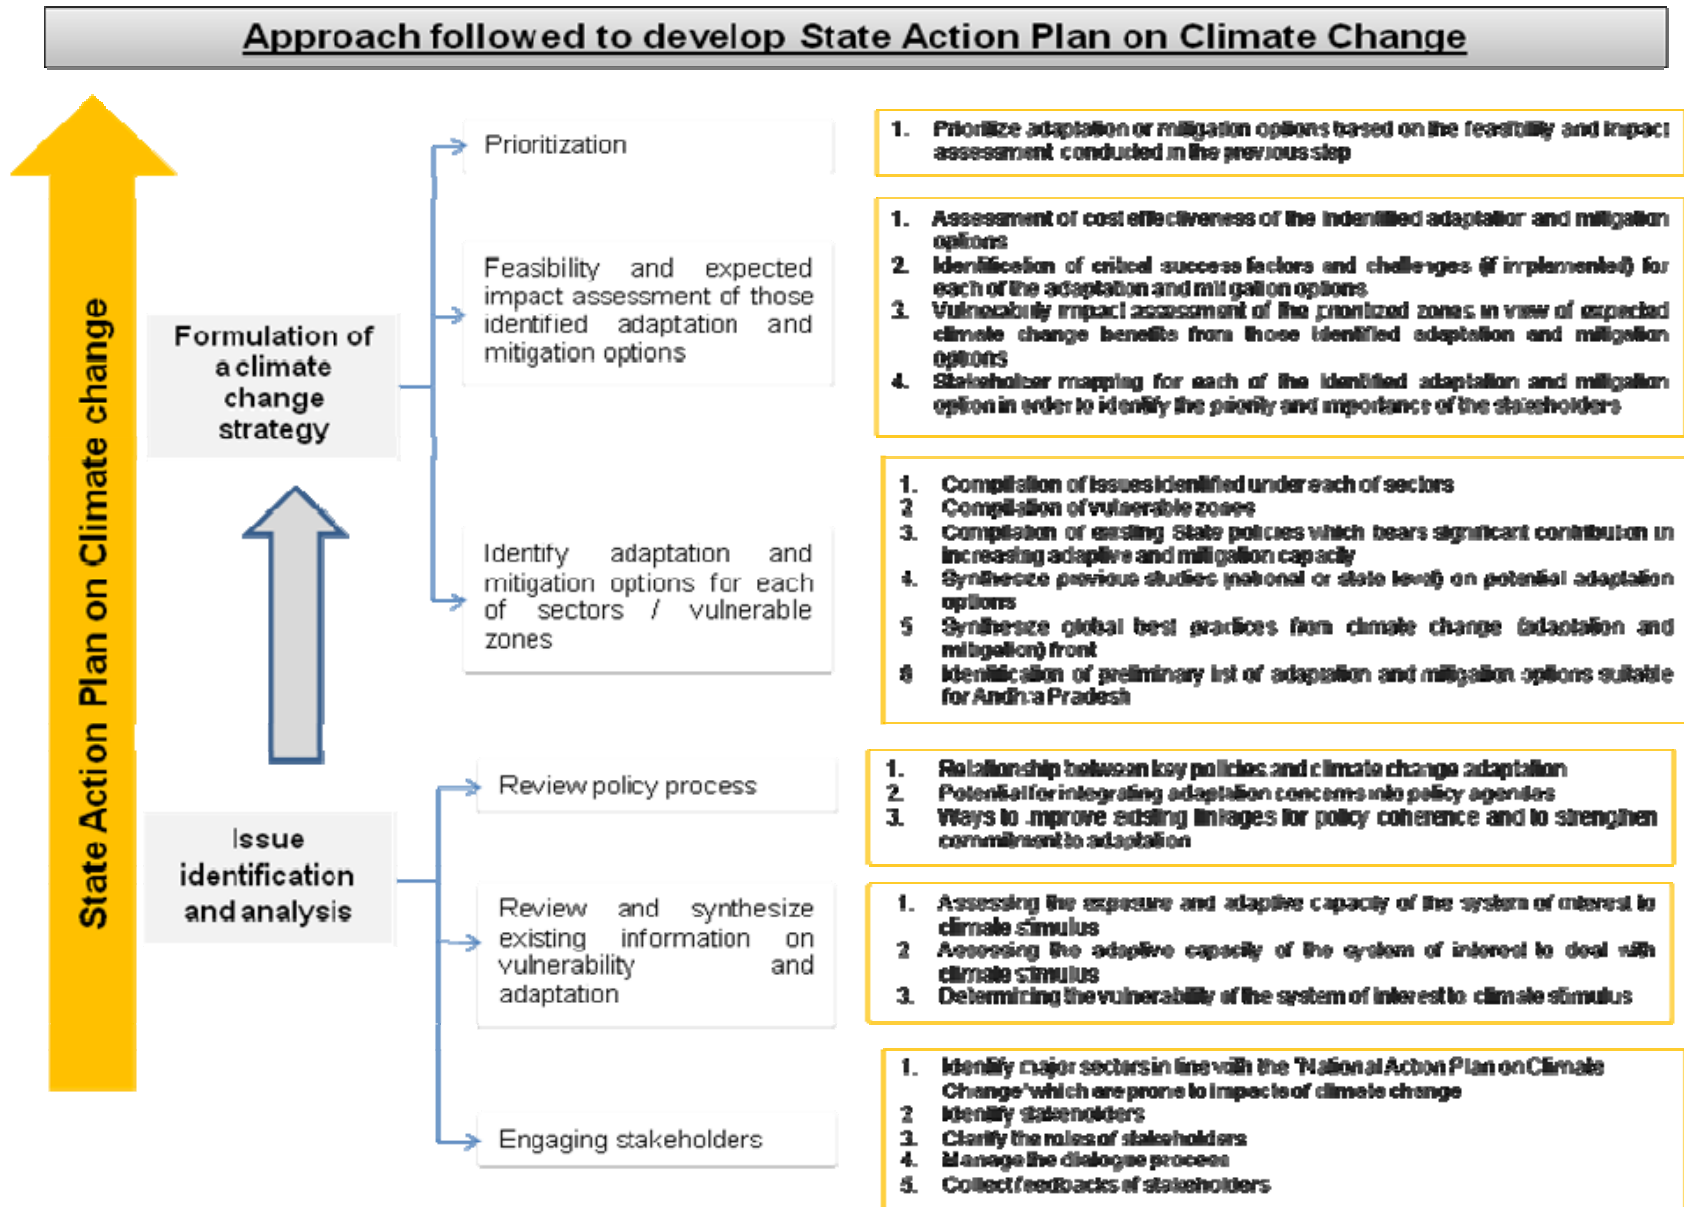 Approach followed to develop State Action Plan on Climate Change
State Action Plan on Climate change
Formulation of
a climate
change
strategy
Issue
identification
and analysis
Prioritization
Feasibility and expected
impact assessment of those
identified adaptation and
mitigation options
Identify adaptation and
mitigation options for each
of sectors / vulnerable
zones
Review policy process
Review and synthesize
existing information on
vulnerability and
adaptation
Engaging stakeholders
1. Prioritize adaptation or mitigation options based on the feasibility and impact
assessment conducted in the previous step
1. Assessment of cost effectiveness of the indentified adaptation and mitigation
options
2. Identification of critical success factors and challenges (if implemented) for
each of the adaptation and mitigation options
3. Vulnerability impact assessment of the prioritized zones in view of expected
climate change benefits from those identified adaptation and mitigation
options
4. Stakeholder mapping for each of the identified adaptation and mitigation
option in order to identify the priority and importance of the stakeholders
1. Compilation of issues identified under each of sectors
2 Compilation of vulnerable zones
3. Compilation of existing State policies which bears significant contribution in
increasing adaptive and mitigation capacity
4. Synthesize previous studies (national or state level) on potential adaptation
options
5 Synthesize global best practices from climate change (adaptation and
mitigation) front
6 Identification of preliminary list of adaptation and mitigation options suitable
for Andhra Pradesh
1. Relationship between key policies and climate change adaptation
2. Potential for integrating adaptation concerns into policy agendas
3. Ways to improve existing linkages for policy coherence and to strengthen
commitment to adaptation
1. Assessing the exposure and adaptive capacity of the system of interest to
climate stimulus
2 Assessing the adaptive capacity of the system of interest to deal with
climate stimulus
3. Determining the vulnerability of the system of interest to climate stimulus
1. Identify major sectors in line with the "National Action Plan on Climate
Change" which are prone to impacts of climate change
2 Identify stakeholders
3. Clarify the roles of stakeholders
4. Manage the dialogue process
5. Collect feedbacks of stakeholders